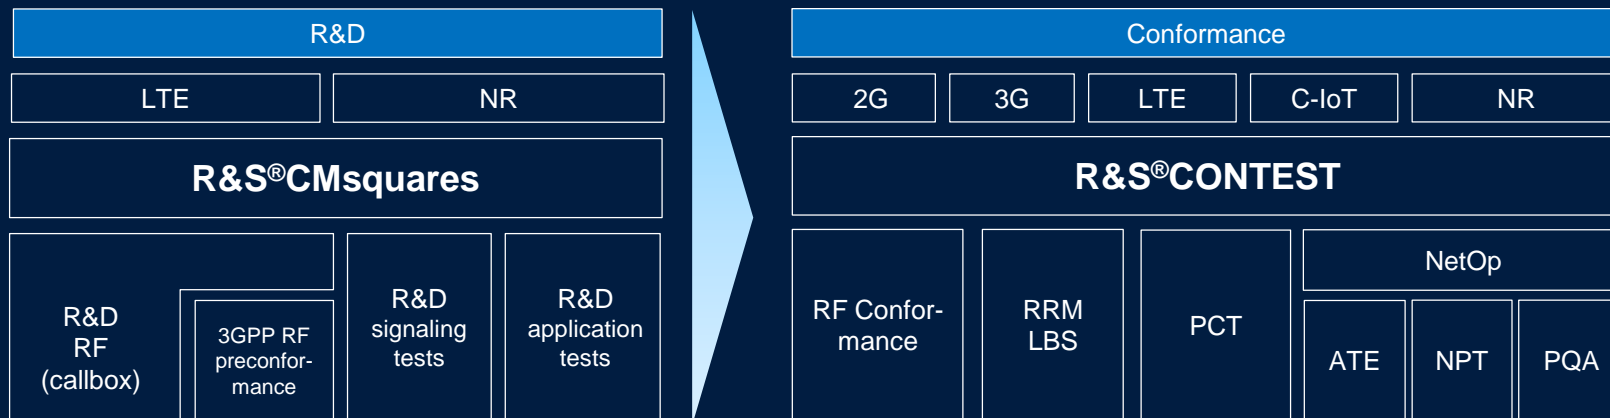 R&D
LTE
NR
R&S®CMsquares
R&D
RF
(callbox)
3GPP RF
preconfor-
mance
R&D
signaling
tests
R&D
application
tests
Conformance
2G
3G
LTE
C-IoT
NR
R&S®CONTEST
RF Confor-
mance
RRM
LBS
PCT
NetOp
ATE
NPT
PQA